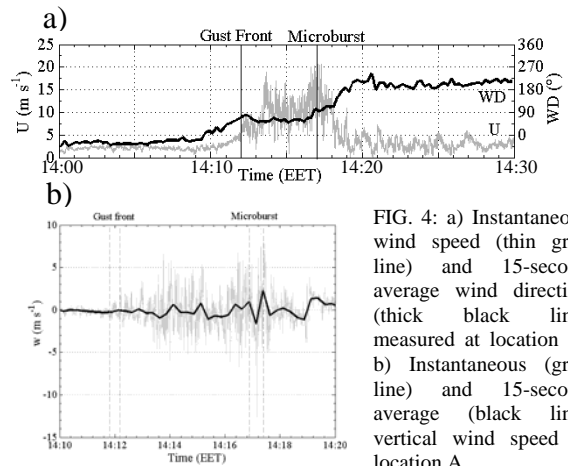 a)
Gust Front Microburst
25 360
20 270
15 180
10 90
5 0
0
U (m s⁻¹)
WD (°)
WD
U
14:00 14:10 14:20 14:30
Time (EET)
b)
Gust front Microburst
10
5
0
-5
-10
-15
w (m s⁻¹)
14:10 14:12 14:14 14:16 14:18 14:20
Time (EET)
FIG. 4: a) Instantaneo
wind speed (thin gr
line) and 15-secon
average wind directi
(thick black lin
measured at location
b) Instantaneous (gr
line) and 15-secon
average (black lin
vertical wind speed
location A